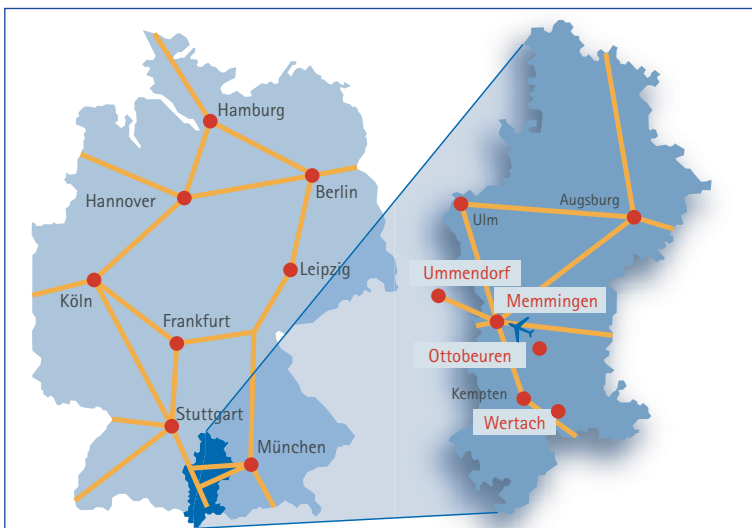 Hamburg
Hannover
Berlin
Leipzig
Köln
Frankfurt
Stuttgart
München
Ulm
Augsburg
Ummendorf
Memmingen
Ottobeuren
Kempten
Wertach